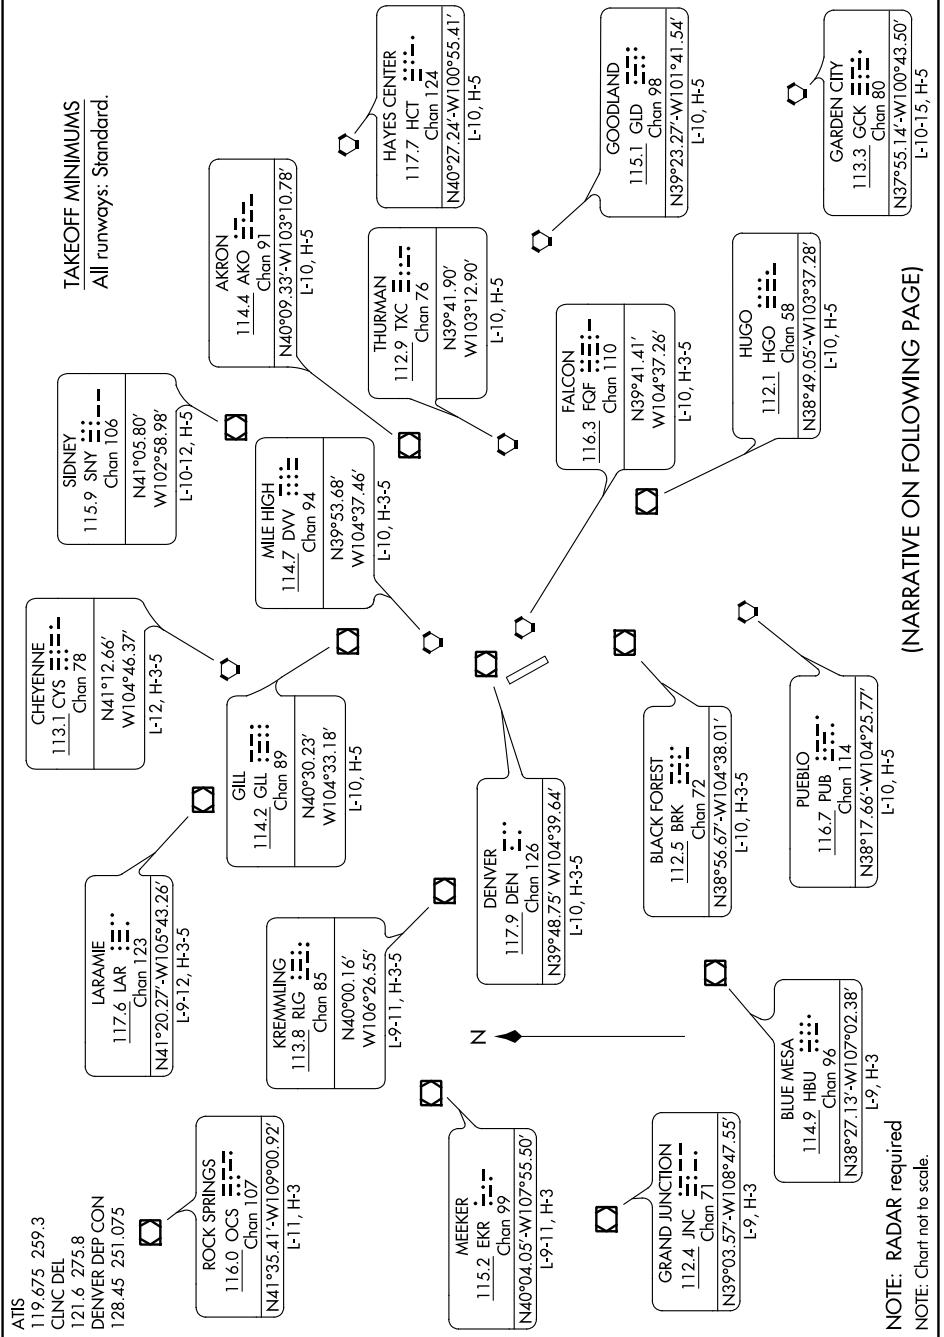 ATIS
119.675 259.3
CLNC DEL
121.6 275.8
DENVER DEP CON
128.45 251.075
TAKEOFF MINIMUMS
All runways: Standard.
ROCK SPRINGS
116.0 OCS
Chan 107
N41°35.41'-W109°00.92'
L-11, H-3
LARAMIE
117.6 LAR
Chan 123
N41°20.27'-W105°43.26'
L-9-12, H-3-5
CHEYENNE
113.1 CYS
Chan 78
N41°12.66'
W104°46.37'
L-12, H-3-5
SIDNEY
115.9 SNY
Chan 106
N41°05.80'
W102°58.98'
L-10-12, H-5
AKRON
114.4 AKO
Chan 91
N40°09.33'-W103°10.78'
L-10, H-5
HAYES CENTER
117.7 HCT
Chan 124
N40°27.24'-W100°55.41'
L-10, H-5
GILL
114.2 GLL
Chan 89
N40°30.23'
W104°33.18'
L-10, H-5
MILE HIGH
114.7 DVV
Chan 94
N39°53.68'
W104°37.46'
L-10, H-3-5
THURMAN
112.9 TXC
Chan 76
N39°41.90'
W103°12.90'
L-10, H-5
KREMMLING
113.8 RLG
Chan 85
N40°00.16'
W106°26.55'
L-9-11, H-3-5
MEEKER
115.2 EKR
Chan 99
N40°04.05'-W107°55.50'
L-9-11, H-3
N
DENVER
117.9 DEN
Chan 126
N39°48.75' W104°39.64'
L-10, H-3-5
FALCON
116.3 FQF
Chan 110
N39°41.41'
W104°37.26'
L-10, H-3-5
GOODLAND
115.1 GLD
Chan 98
N39°23.27'-W101°41.54'
L-10, H-5
GRAND JUNCTION
112.4 JNC
Chan 71
N39°03.57'-W108°47.55'
L-9, H-3
BLACK FOREST
112.5 BRK
Chan 72
N38°56.67'-W104°38.01'
L-10, H-3-5
HUGO
112.1 HGO
Chan 58
N38°49.05'-W103°37.28'
L-10, H-5
GARDEN CITY
113.3 GCK
Chan 80
N37°55.14'-W100°43.50'
L-10-15, H-5
BLUE MESA
114.9 HBU
Chan 96
N38°27.13'-W107°02.38'
L-9, H-3
PUEBLO
116.7 PUB
Chan 114
N38°17.66'-W104°25.77'
L-10, H-5
NOTE: RADAR required
NOTE: Chart not to scale.
(NARRATIVE ON FOLLOWING PAGE)